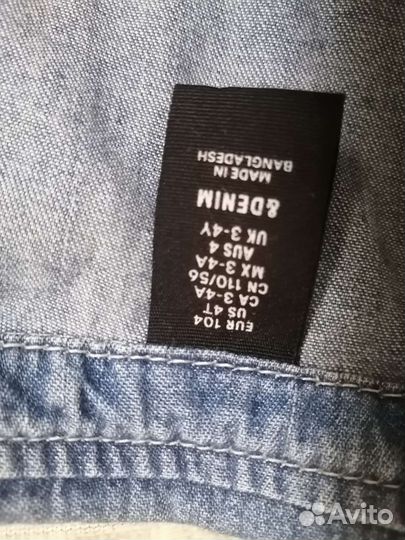 EUR 104
US 4T
CA 3-4A
CN 110/56
MX 3-4A
AUS 4
UK 3-4Y
&DENIM
MADE IN
BANGLADESH
Avito